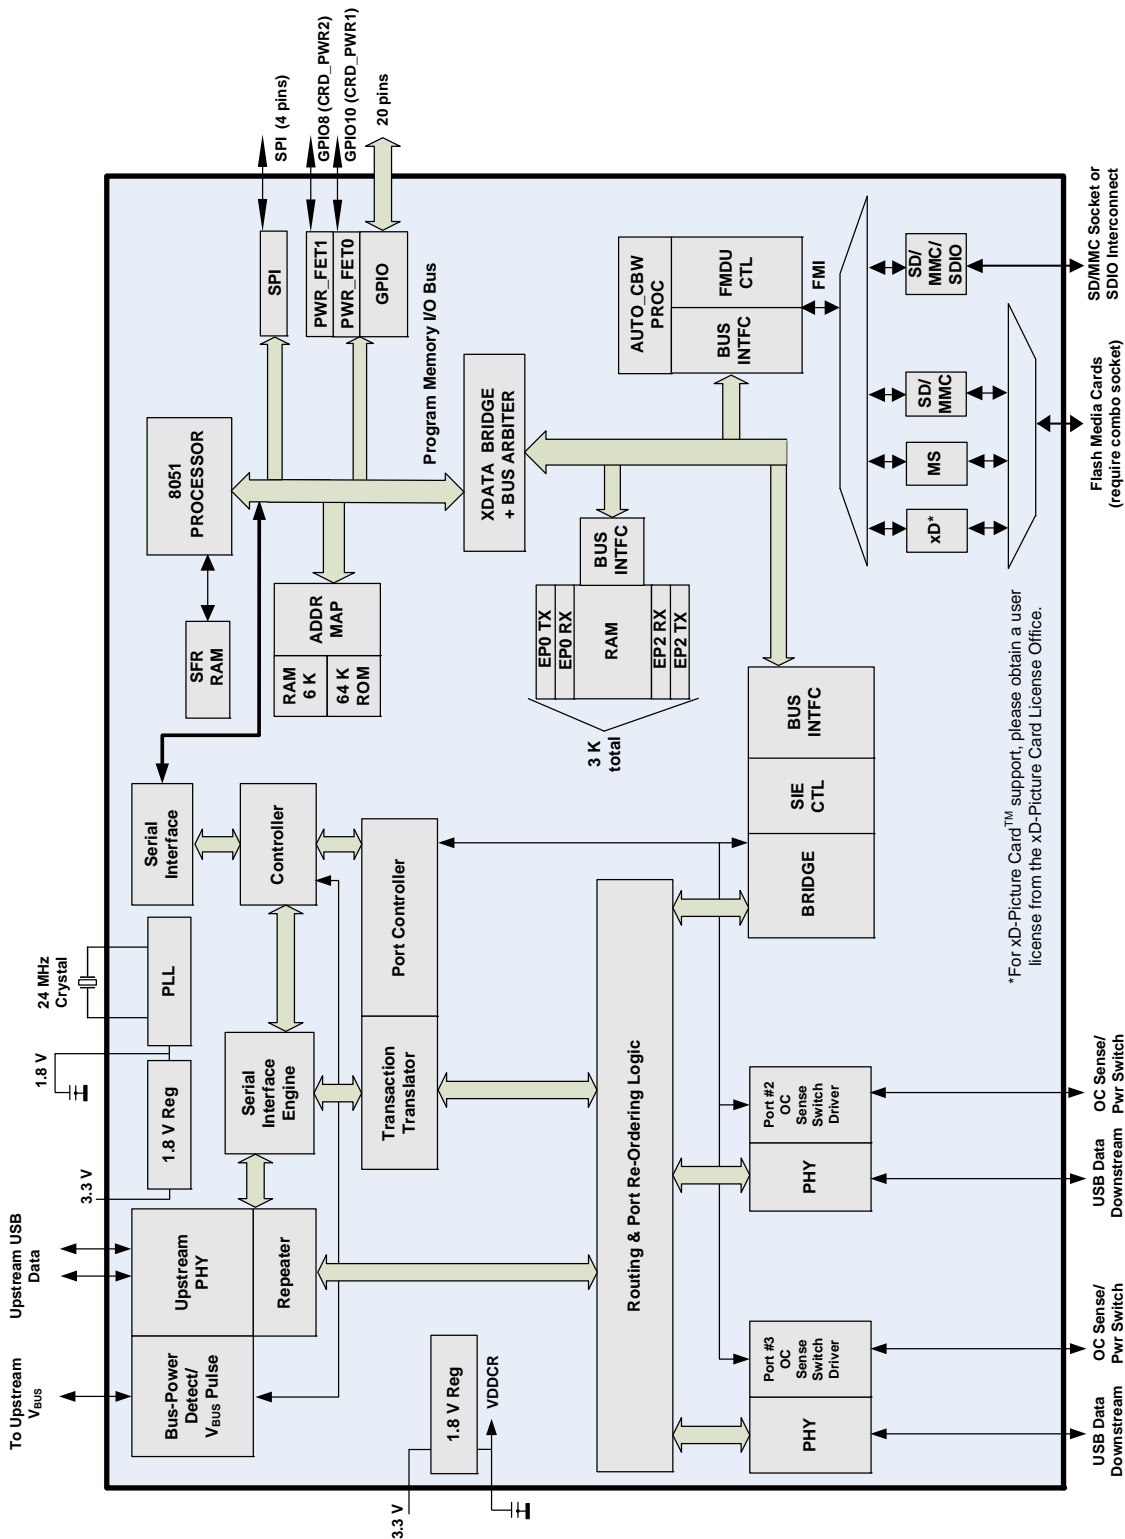 To Upstream
VBUS
Upstream USB
Data
3.3 V
1.8 V
24 MHz
Crystal
Bus-Power
Detect/
VBUS Pulse
Upstream
PHY
Repeater
1.8 V Reg
PLL
Serial
Interface
Serial
Interface
Engine
Controller
Transaction
Translator
Port Controller
SFR
RAM
8051
PROCESSOR
RAM
6 K
64 K
ROM
ADDR
MAP
SPI
SPI (4 pins)
PWR_FET1
PWR_FET0
GPIO
GPIO8 (CRD_PWR2)
GPIO10 (CRD_PWR1)
20 pins
Program Memory I/O Bus
XDATA BRIDGE
+ BUS ARBITER
3.3 V
1.8 V Reg
VDDCR
3 K
total
EP0 TX
EP0 RX
RAM
EP2 RX
EP2 TX
BUS
INTFC
AUTO_CBW
PROC
BUS
INTFC
FMDU
CTL
FMI
Routing & Port Re-Ordering Logic
BRIDGE
SIE
CTL
BUS
INTFC
PHY
Port #3
OC
Sense
Switch
Driver
PHY
Port #2
OC
Sense
Switch
Driver
xD*
MS
SD/
MMC
SD/
MMC/
SDIO
*For xD-Picture Card™ support, please obtain a user
license from the xD-Picture Card License Office.
USB Data
Downstream
OC Sense/
Pwr Switch
USB Data
Downstream
OC Sense/
Pwr Switch
Flash Media Cards
(require combo socket)
SD/MMC Socket or
SDIO Interconnect